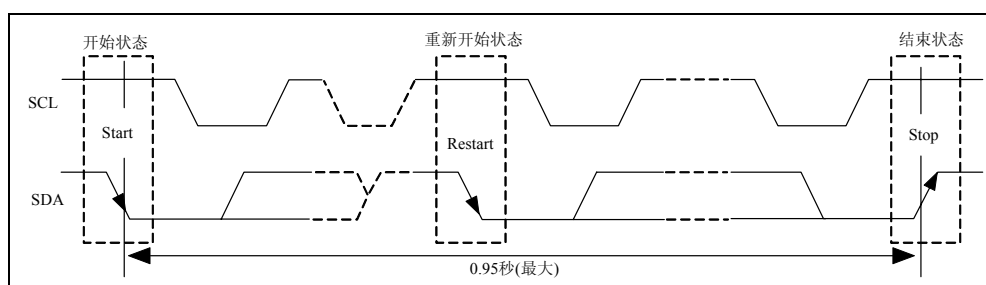 开始状态
重新开始状态
结束状态
SCL
Start
Restart
Stop
SDA
0.95秒(最大)